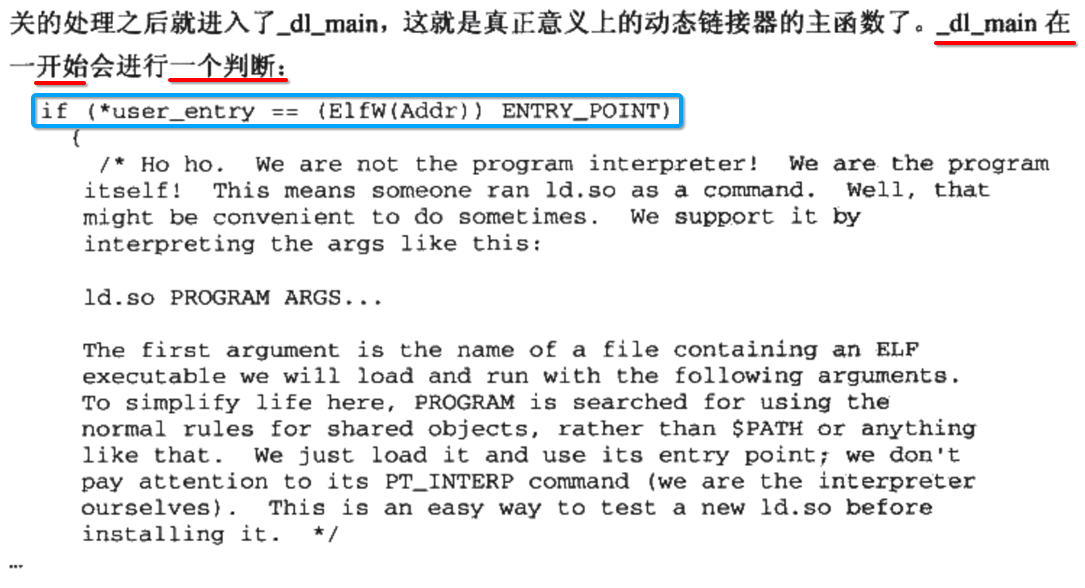 关的处理之后就进入了_dl_main，这就是真正意义上的动态链接器的主函数了。_dl_main 在
一开始会进行一个判断：
if (*user_entry == (ElfW(Addr)) ENTRY_POINT)
{
/* Ho ho.  We are not the program interpreter!  We are the program
itself!  This means someone ran ld.so as a command.  Well, that
might be convenient to do sometimes.  We support it by
interpreting the args like this:
ld.so PROGRAM ARGS...
The first argument is the name of a file containing an ELF
executable we will load and run with the following arguments.
To simplify life here, PROGRAM is searched for using the
normal rules for shared objects, rather than $PATH or anything
like that.  We just load it and use its entry point; we don't
pay attention to its PT_INTERP command (we are the interpreter
ourselves).  This is an easy way to test a new ld.so before
installing it.  */
…